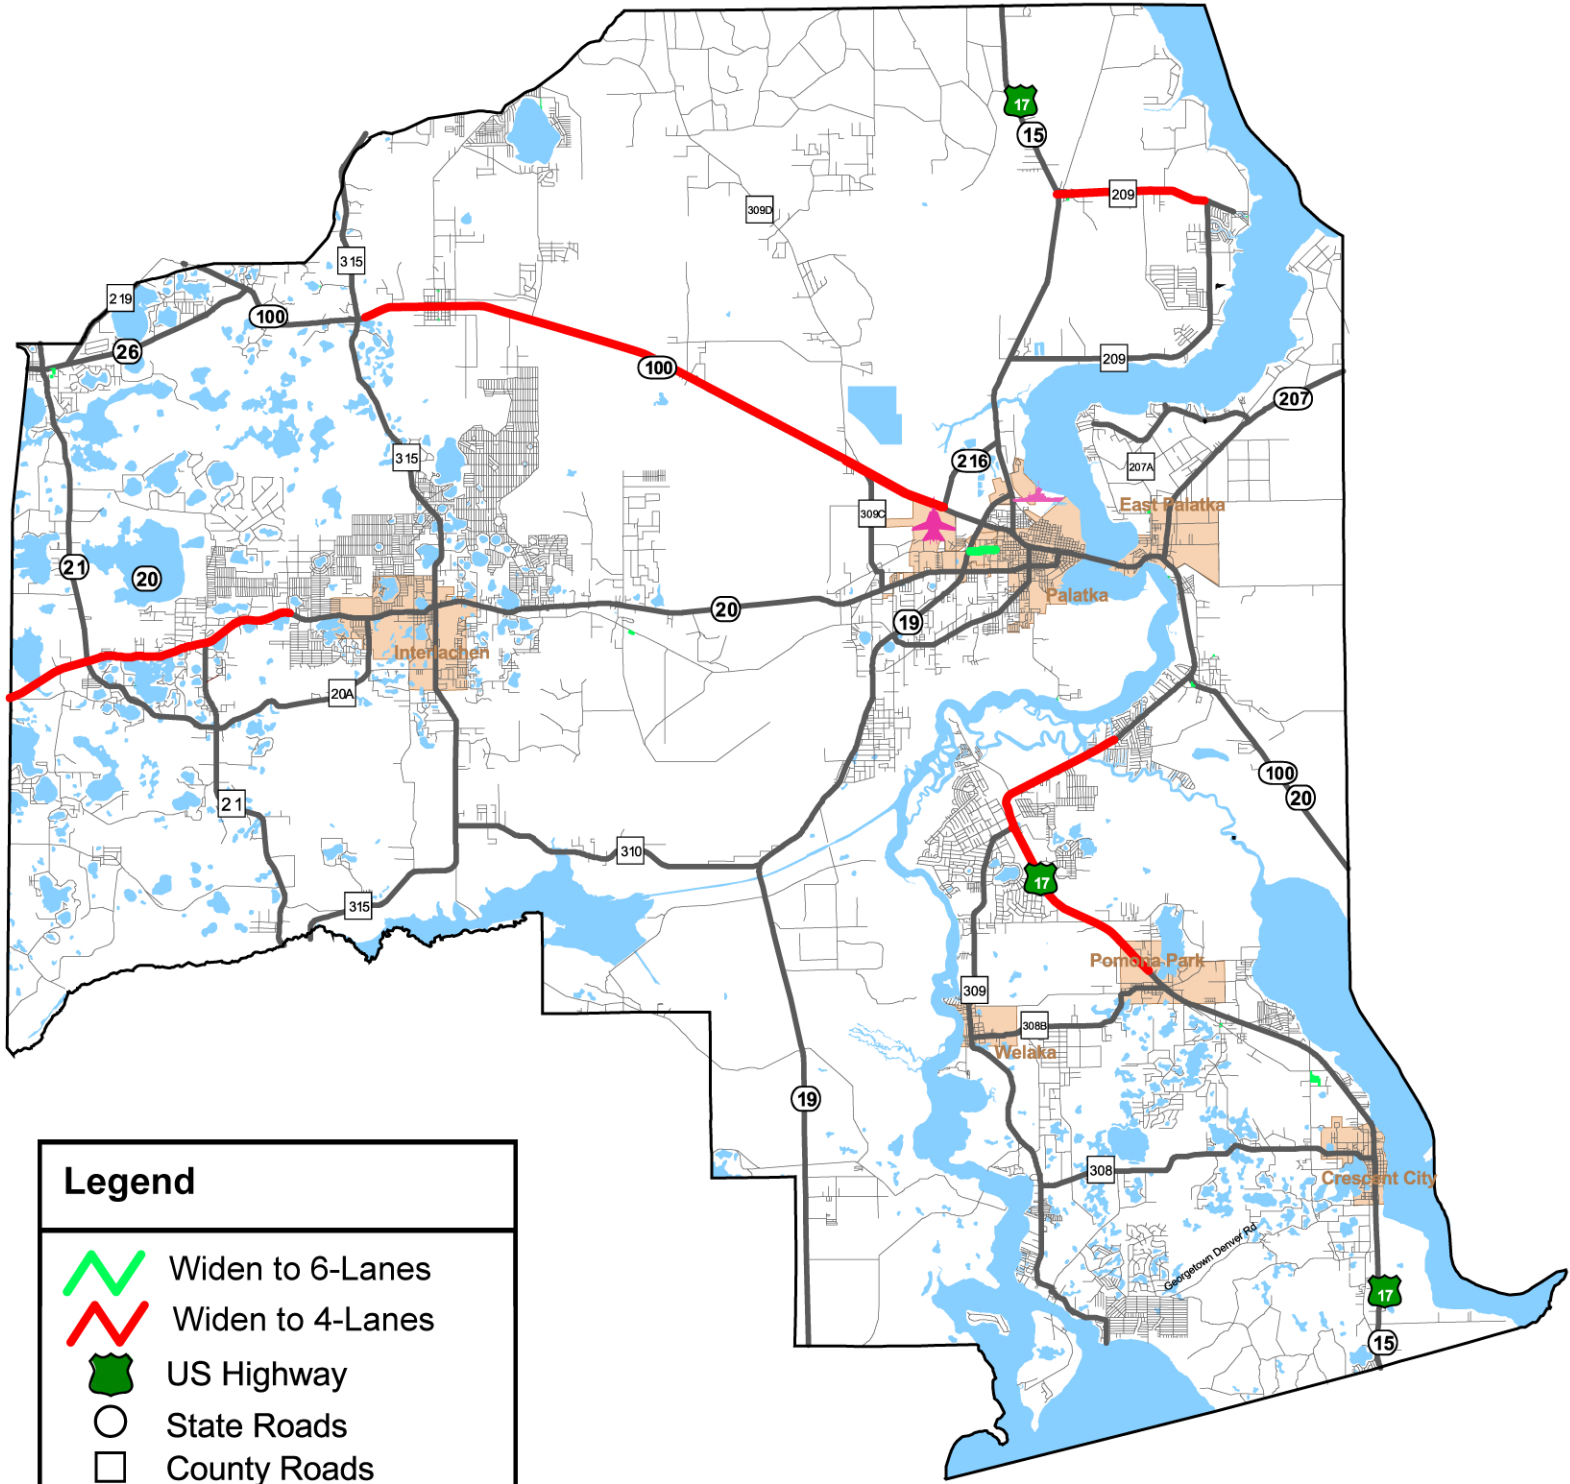 17
15
209
309D
315
219
100
26
100
209
207
315
216
207A
309C
East Palatka
21
20
20
Palatka
19
Interlachen
20A
100
20
21
310
17
315
Pomona Park
309
308B
Welaka
19
308
Crescent City
Georgetown Denver Rd
17
15
Legend
Widen to 6-Lanes
Widen to 4-Lanes
US Highway
State Roads
County Roads